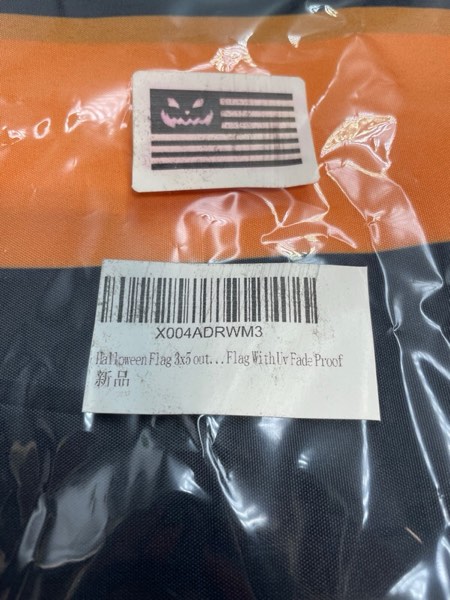 X004ADRWM3
Halloween Flag 3x5 out...Flag With Uv Fade Proof
新品